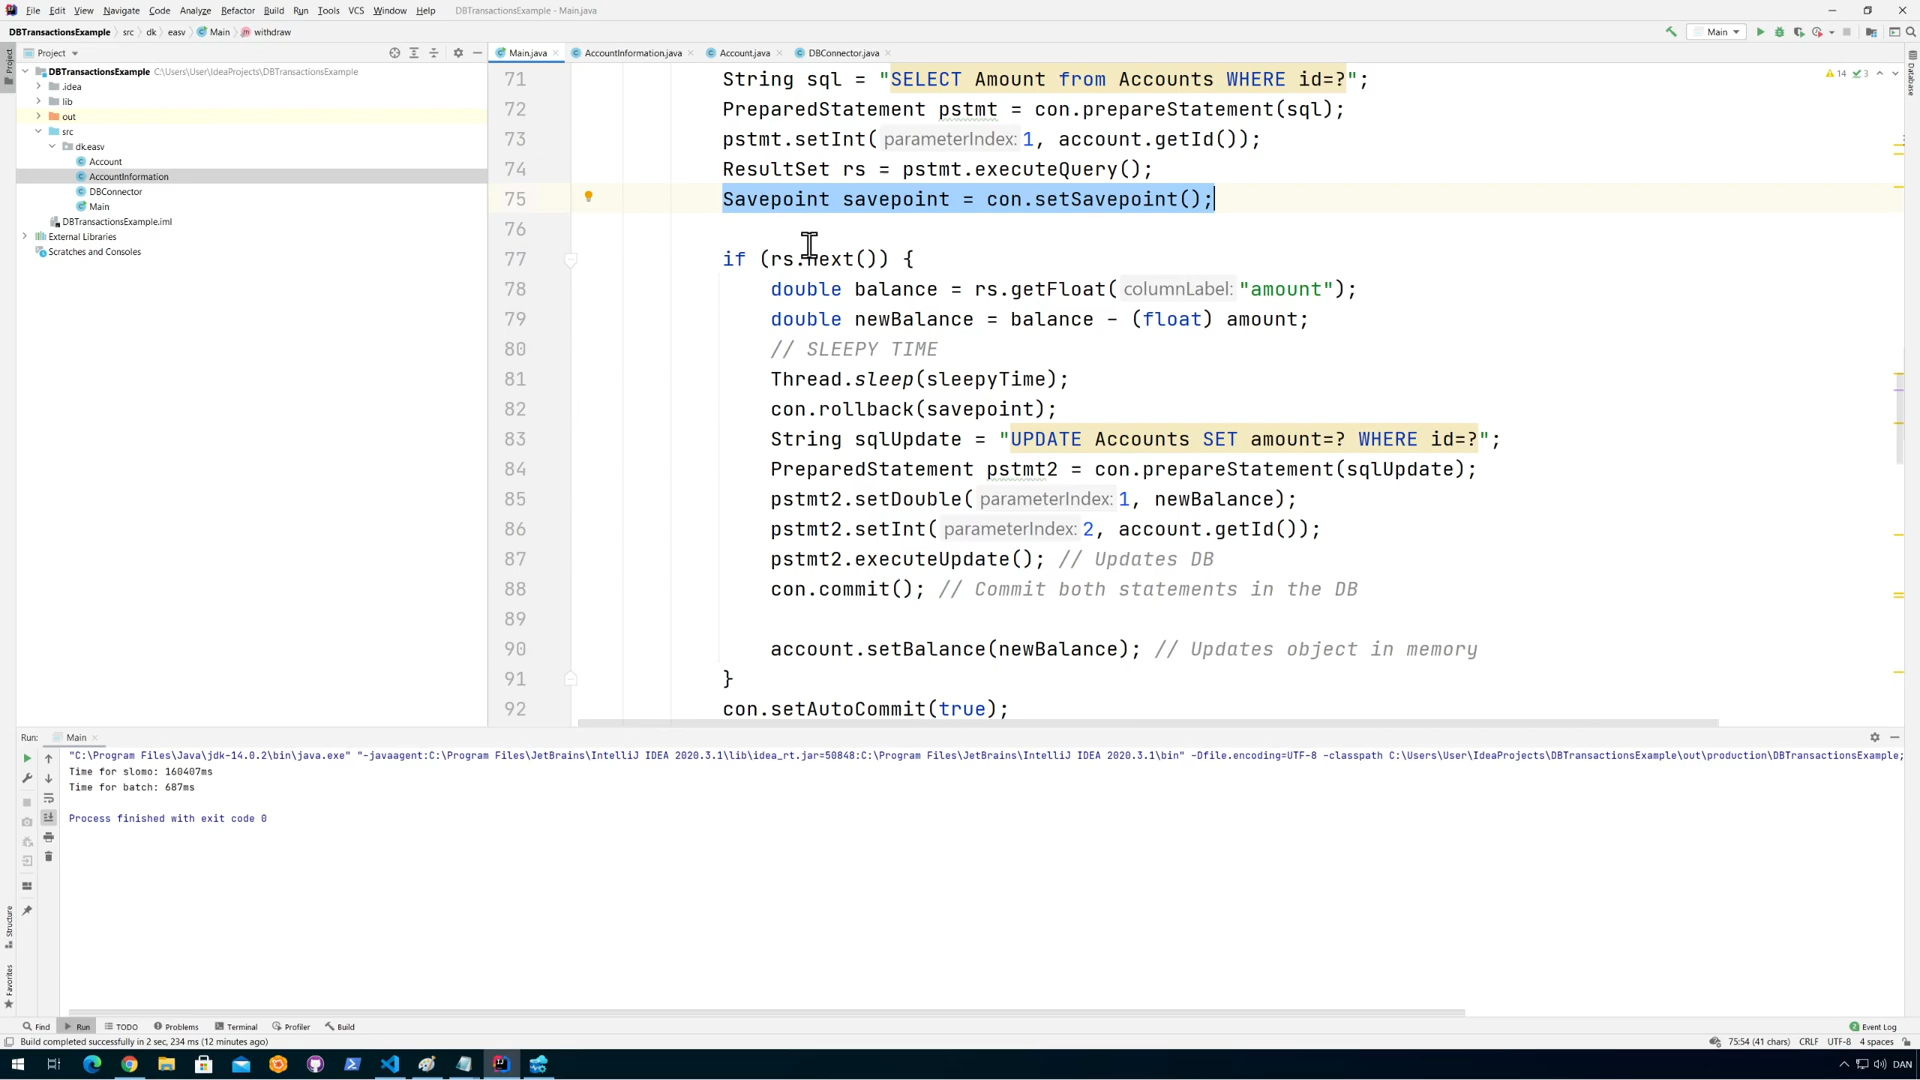 File Edit View Navigate Code Analyze Refactor Build Run Tools VCS Window Help DBTransactionsExample - Main.java
DBTransactionsExample src dk easv Main withdraw Main
Project
Main.java AccountInformation.java Account.java DBConnector.java
DBTransactionsExample C:\Users\User\IdeaProjects\DBTransactionsExample
.idea
lib
out
src
dk.easv
Account
AccountInformation
DBConnector
Main
DBTransactionsExample.iml
External Libraries
Scratches and Consoles
Project
Structure
Favorites
14 3
Database
71 String sql = "SELECT Amount from Accounts WHERE id=?";
72 PreparedStatement pstmt = con.prepareStatement(sql);
73 pstmt.setInt( parameterIndex: 1, account.getId());
74 ResultSet rs = pstmt.executeQuery();
75 Savepoint savepoint = con.setSavepoint();
76
77 if (rs.next()) {
78 double balance = rs.getFloat( columnLabel: "amount");
79 double newBalance = balance - (float) amount;
80 // SLEEPY TIME
81 Thread.sleep(sleepyTime);
82 con.rollback(savepoint);
83 String sqlUpdate = "UPDATE Accounts SET amount=? WHERE id=?";
84 PreparedStatement pstmt2 = con.prepareStatement(sqlUpdate);
85 pstmt2.setDouble( parameterIndex: 1, newBalance);
86 pstmt2.setInt( parameterIndex: 2, account.getId());
87 pstmt2.executeUpdate(); // Updates DB
88 con.commit(); // Commit both statements in the DB
89
90 account.setBalance(newBalance); // Updates object in memory
91 }
92 con.setAutoCommit(true);
Run: Main
"C:\Program Files\Java\jdk-14.0.2\bin\java.exe" "-javaagent:C:\Program Files\JetBrains\IntelliJ IDEA 2020.3.1\lib\idea_rt.jar=50848:C:\Program Files\JetBrains\IntelliJ IDEA 2020.3.1\bin" -Dfile.encoding=UTF-8 -classpath C:\Users\User\IdeaProjects\DBTransactionsExample\out\production\DBTransactionsExample;
Time for slomo: 160407ms
Time for batch: 687ms
Process finished with exit code 0
Find Run TODO Problems Terminal Profiler Build 2 Event Log
Build completed successfully in 2 sec, 234 ms (12 minutes ago) 75:54 (41 chars) CRLF UTF-8 4 spaces
DAN